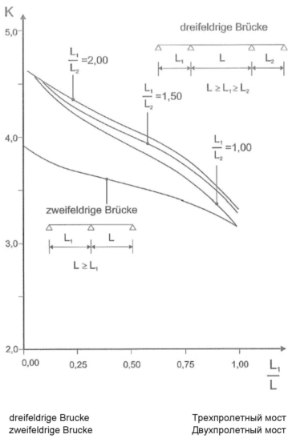 K
5,0
dreifeldrige Brücke
L₁ L L₂
L ≥ L₁ ≥ L₂
L₁/L₂ =2,00
L₁/L₂ =1,50
4,0
L₁/L₂ =1,00
zweifeldrige Brücke
L₁ L
L ≥ L₁
3,0
2,0
0,00 0,25 0,50 0,75 1,00 L₁/L
dreifeldrige Brucke Трехпролетный мост
zweifeldrige Brucke Двухпролетный мост